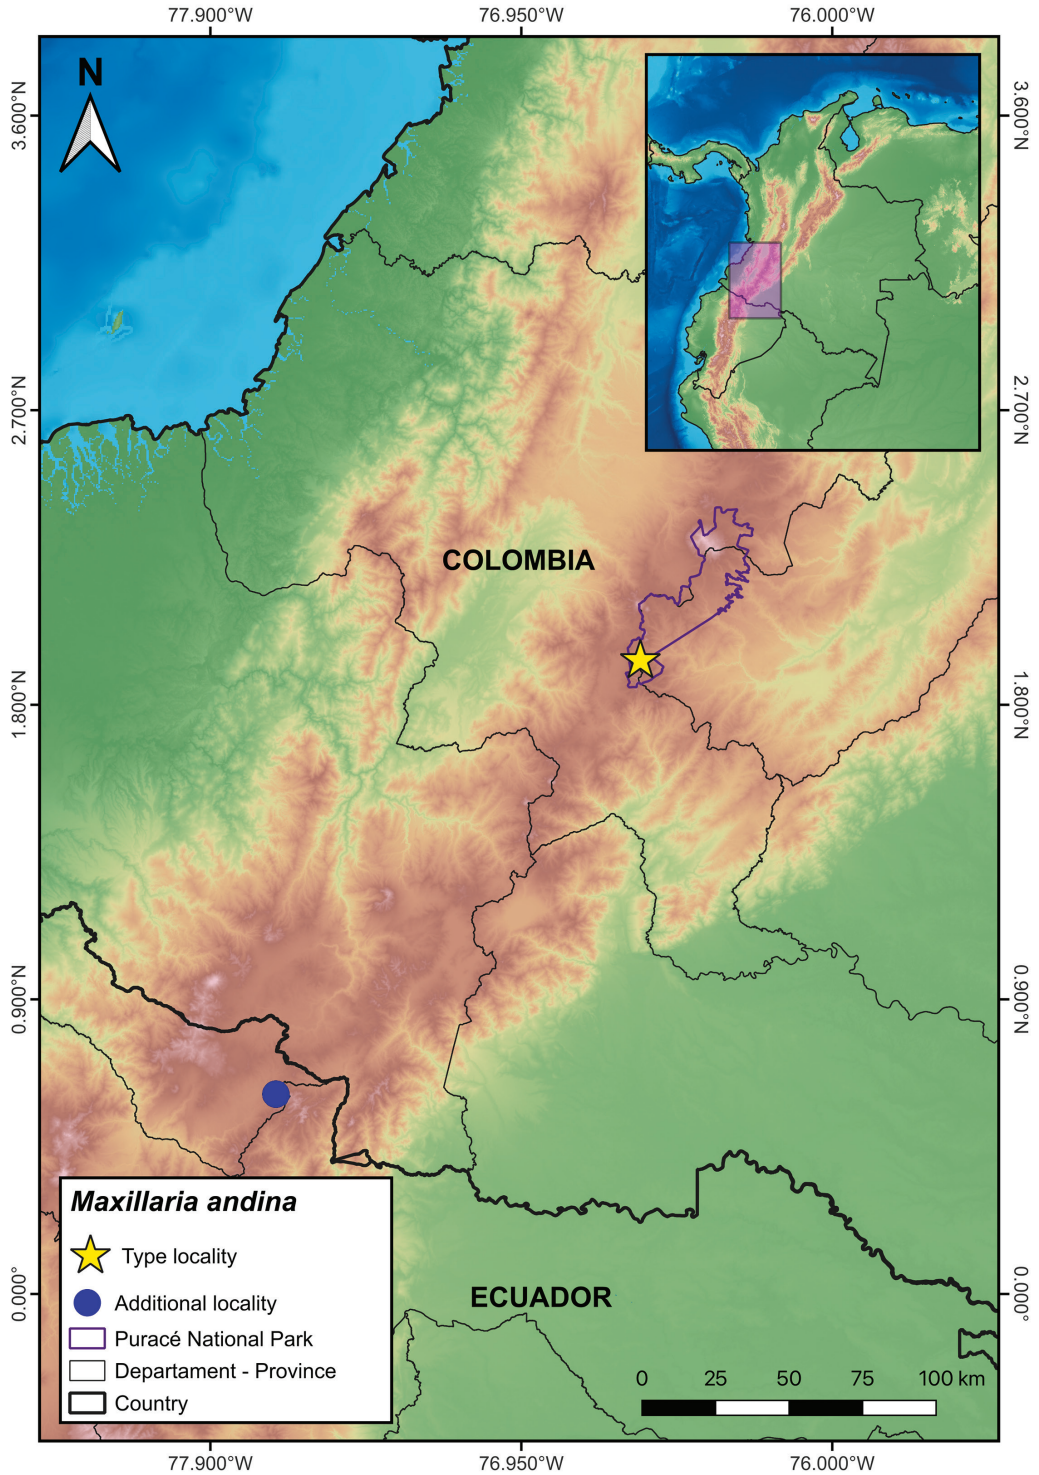 77.900°W 76.950°W 76.000°W
N
3.600°N 3.600°N
2.700°N 2.700°N
COLOMBIA
1.800°N 1.800°N
0.900°N 0.900°N
Maxillaria andina
Type locality
Additional locality
Puracé National Park
Departament - Province
Country
ECUADOR
0.000° 0.000°
0 25 50 75 100 km
77.900°W 76.950°W 76.000°W